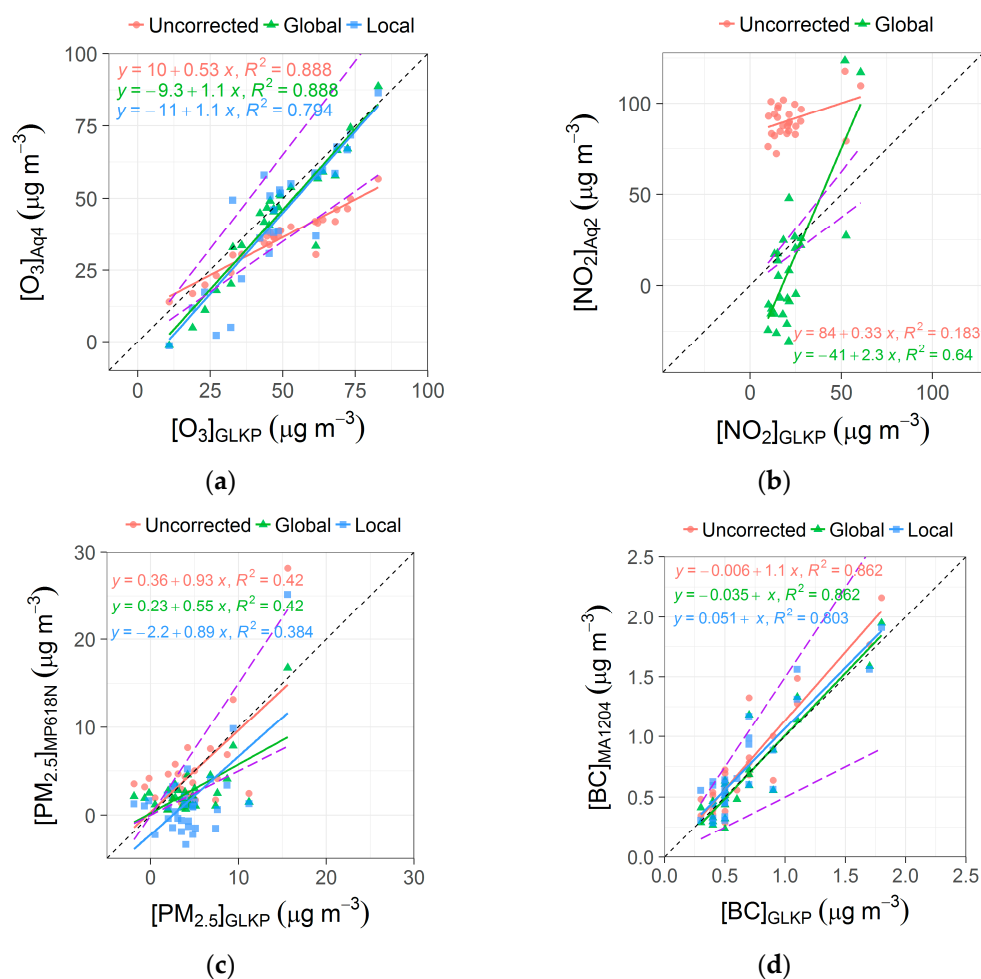 Uncorrected Global Local
y = 10 + 0.53 x, R² = 0.888
y = −9.3 + 1.1 x, R² = 0.888
y = −11 + 1.1 x, R² = 0.794
100
75
50
25
0
[O₃]Aq4 (µg m⁻³)
0 25 50 75 100
[O₃]GLKP (µg m⁻³)
(a)
Uncorrected Global
100
50
0
[NO₂]Aq2 (µg m⁻³)
y = 84 + 0.33 x, R² = 0.183
y = −41 + 2.3 x, R² = 0.64
0 50 100
[NO₂]GLKP (µg m⁻³)
(b)
Uncorrected Global Local
y = 0.36 + 0.93 x, R² = 0.42
y = 0.23 + 0.55 x, R² = 0.42
y = −2.2 + 0.89 x, R² = 0.384
30
20
10
0
[PM₂.₅]MP618N (µg m⁻³)
0 10 20 30
[PM₂.₅]GLKP (µg m⁻³)
(c)
Uncorrected Global Local
y = −0.006 + 1.1 x, R² = 0.862
y = −0.035 + x, R² = 0.862
y = 0.051 + x, R² = 0.803
2.5
2.0
1.5
1.0
0.5
0.0
[BC]MA1204 (µg m⁻³)
0.0 0.5 1.0 1.5 2.0 2.5
[BC]GLKP (µg m⁻³)
(d)